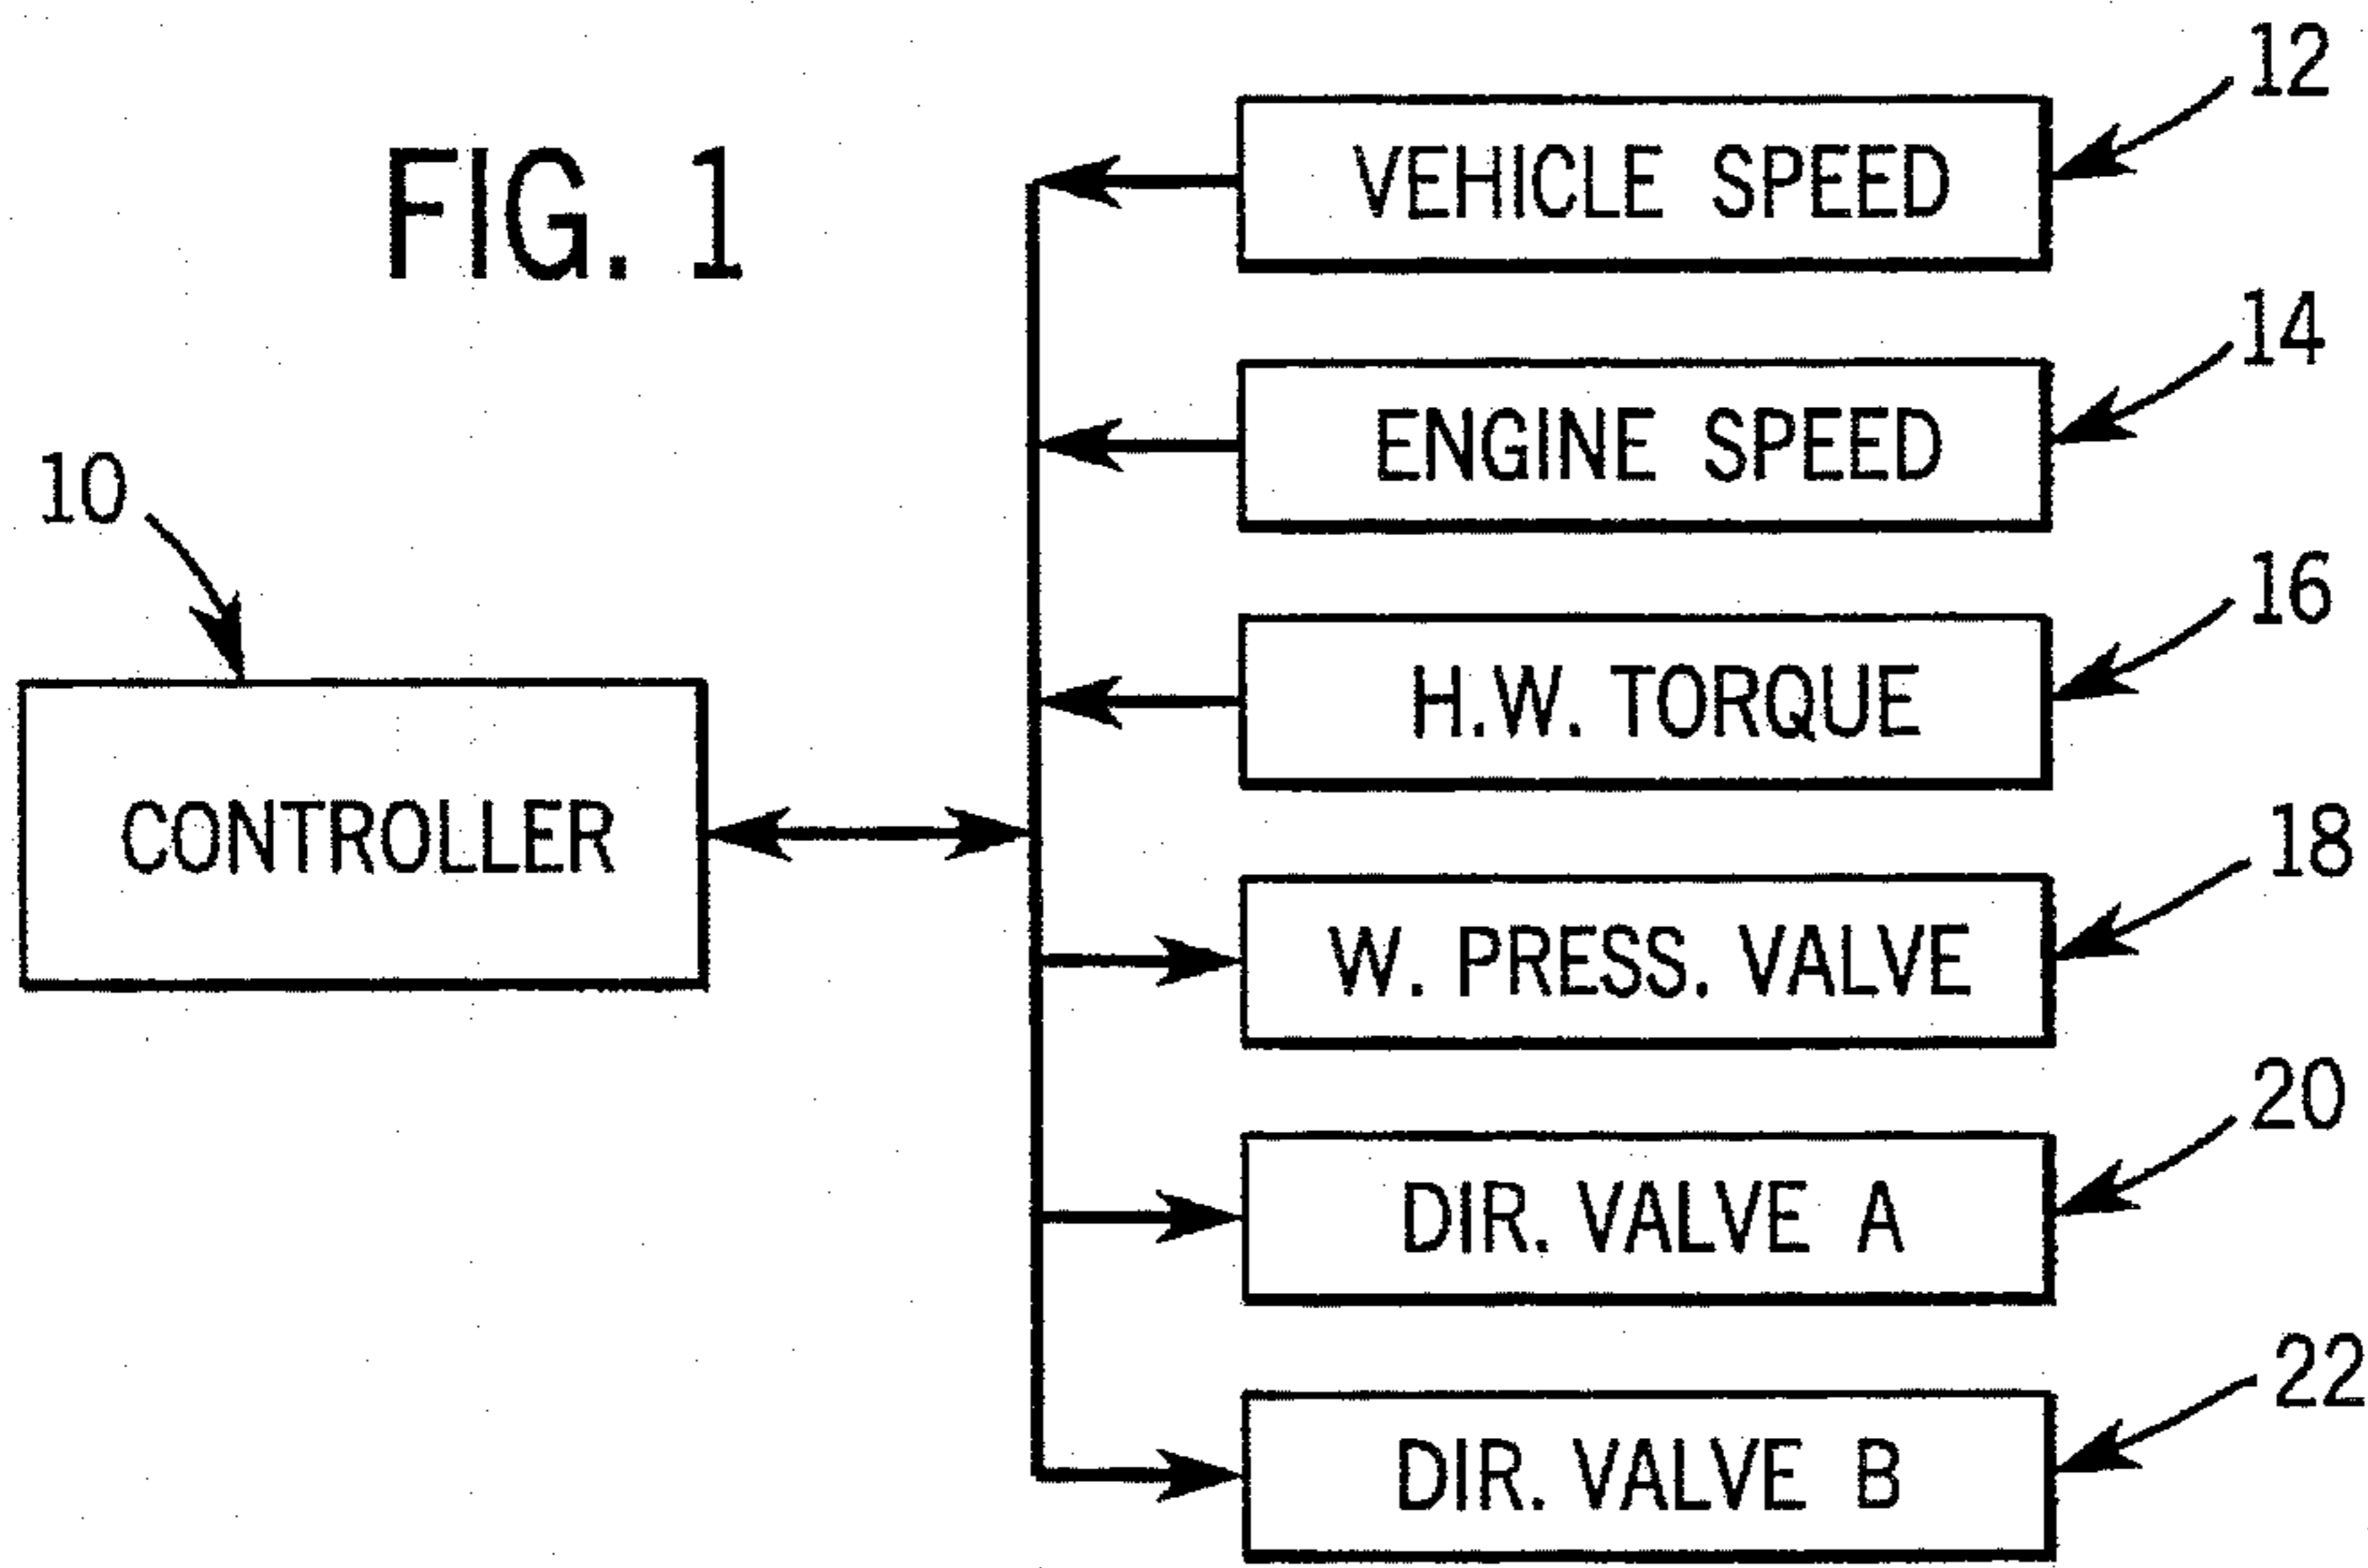 FIG. 1
12
VEHICLE SPEED
14
ENGINE SPEED
10
16
H.W. TORQUE
CONTROLLER
18
W. PRESS. VALVE
20
DIR. VALVE A
22
DIR. VALVE B